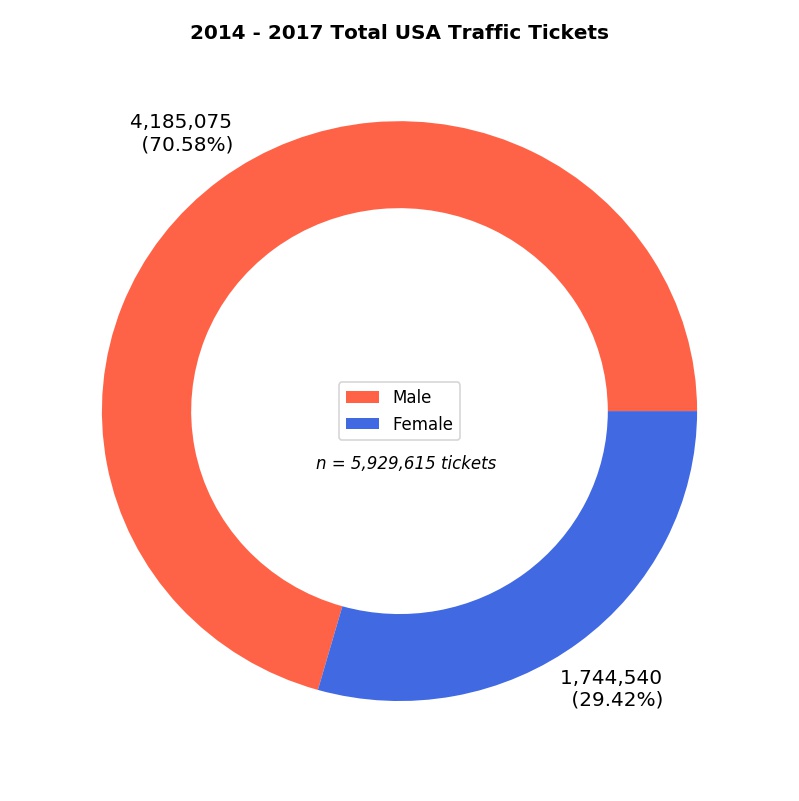 2014 - 2017 Total USA Traffic Tickets
4,185,075
(70.58%)
Male
Female
n = 5,929,615 tickets
1,744,540
(29.42%)